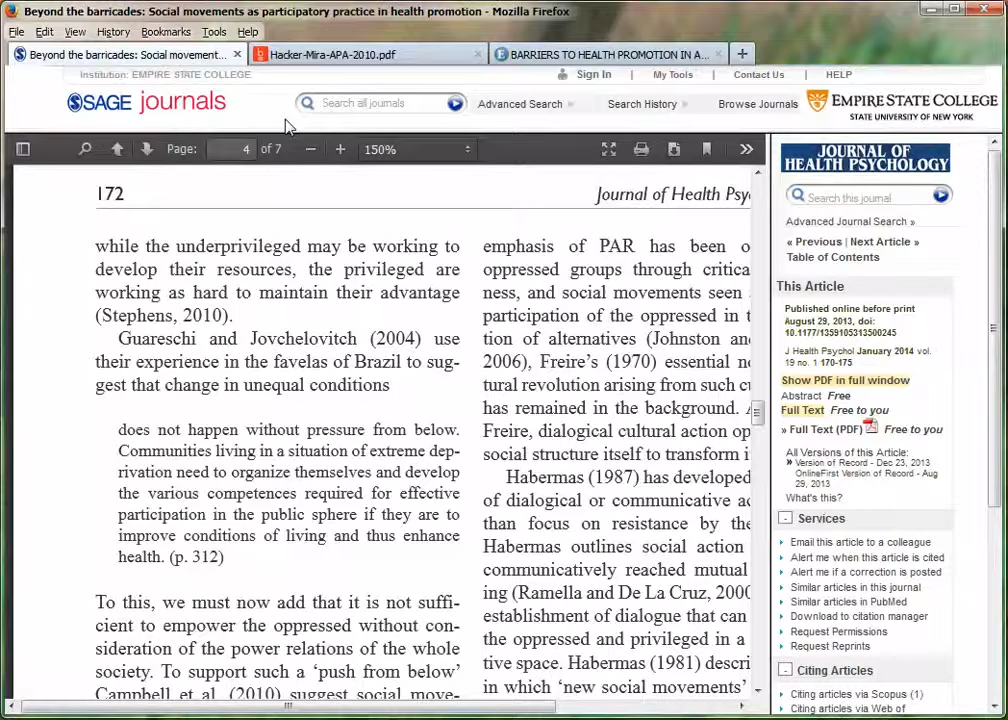 Beyond the barricades: Social movements as participatory practice in health promotion - Mozilla Firefox
File Edit View History Bookmarks Tools Help
Beyond the barricades: Social movement... × Hacker-Mira-APA-2010.pdf × BARRIERS TO HEALTH PROMOTION IN A... × +
Institution: EMPIRE STATE COLLEGE Sign In | My Tools | Contact Us | HELP
SAGE journals Search all journals Advanced Search Search History Browse Journals EMPIRE STATE COLLEGE
STATE UNIVERSITY OF NEW YORK
Page: 4 of 7 − + 150% »
172 Journal of Health Psy
while the underprivileged may be working to
develop their resources, the privileged are
working as hard to maintain their advantage
(Stephens, 2010).
Guareschi and Jovchelovitch (2004) use
their experience in the favelas of Brazil to sug-
gest that change in unequal conditions
does not happen without pressure from below.
Communities living in a situation of extreme dep-
rivation need to organize themselves and develop
the various competences required for effective
participation in the public sphere if they are to
improve conditions of living and thus enhance
health. (p. 312)
To this, we must now add that it is not suffi-
cient to empower the oppressed without con-
sideration of the power relations of the whole
society. To support such a ‘push from below’
Campbell et al. (2010) suggest social move-
emphasis of PAR has been o
oppressed groups through critica
ness, and social movements seen
participation of the oppressed in t
tion of alternatives (Johnston an
2006), Freire’s (1970) essential n
tural revolution arising from such cu
has remained in the background. A
Freire, dialogical cultural action op
social structure itself to transform i
Habermas (1987) has developed
of dialogical or communicative ac
than focus on resistance by the
Habermas outlines social action
communicatively reached mutual
ing (Ramella and De La Cruz, 2000
establishment of dialogue that can
the oppressed and privileged in a
tive space. Habermas (1981) descri
in which ‘new social movements’
JOURNAL OF
HEALTH PSYCHOLOGY
Search this journal
Advanced Journal Search »
« Previous | Next Article »
Table of Contents
This Article
Published online before print
August 29, 2013, doi:
10.1177/1359105313500245
J Health Psychol January 2014 vol.
19 no. 1 170-175
Show PDF in full window
Abstract Free
Full Text Free to you
» Full Text (PDF) Free to you
All Versions of this Article:
» Version of Record - Dec 23, 2013
OnlineFirst Version of Record - Aug
29, 2013
What's this?
- Services
Email this article to a colleague
Alert me when this article is cited
Alert me if a correction is posted
Similar articles in this journal
Similar articles in PubMed
Download to citation manager
Request Permissions
Request Reprints
- Citing Articles
Citing articles via Scopus (1)
Citing articles via Web of